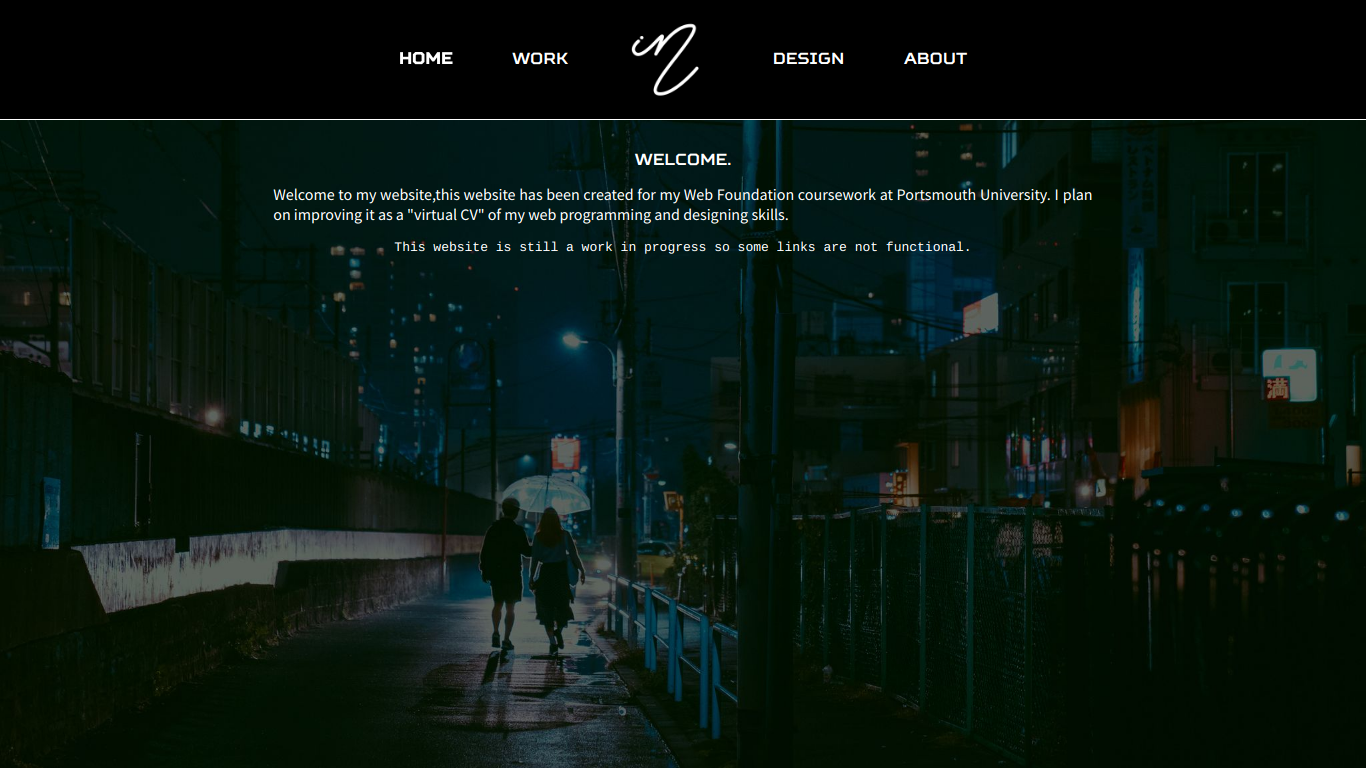 HOME WORK in DESIGN ABOUT
WELCOME.
Welcome to my website,this website has been created for my Web Foundation coursework at Portsmouth University. I plan
on improving it as a "virtual CV" of my web programming and designing skills.
This website is still a work in progress so some links are not functional.
満